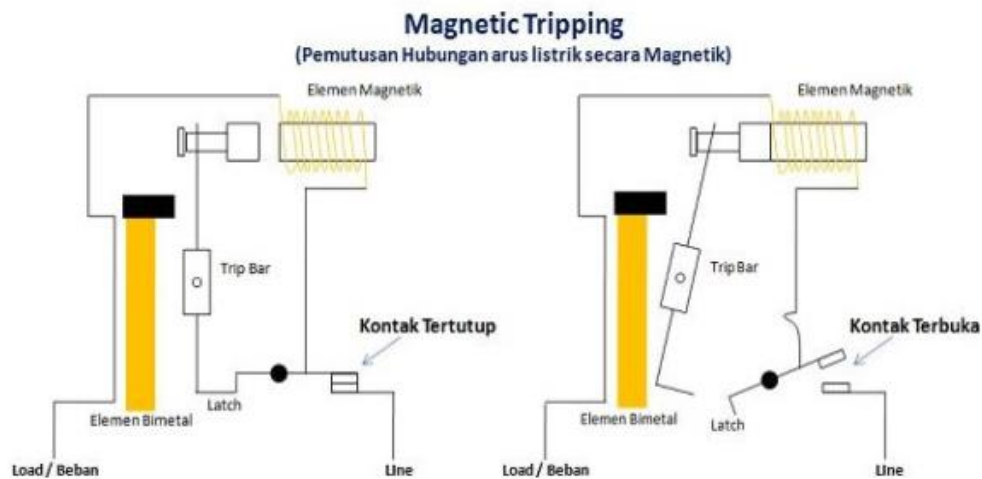 Magnetic Tripping
(Pemutusan Hubungan arus listrik secara Magnetik)
Elemen Magnetik
Trip Bar
Kontak Tertutup
Latch
Elemen Bimetal
Load / Beban
Line
Elemen Magnetik
Trip Bar
Kontak Terbuka
Latch
Elemen Bimetal
Load / Beban
Line